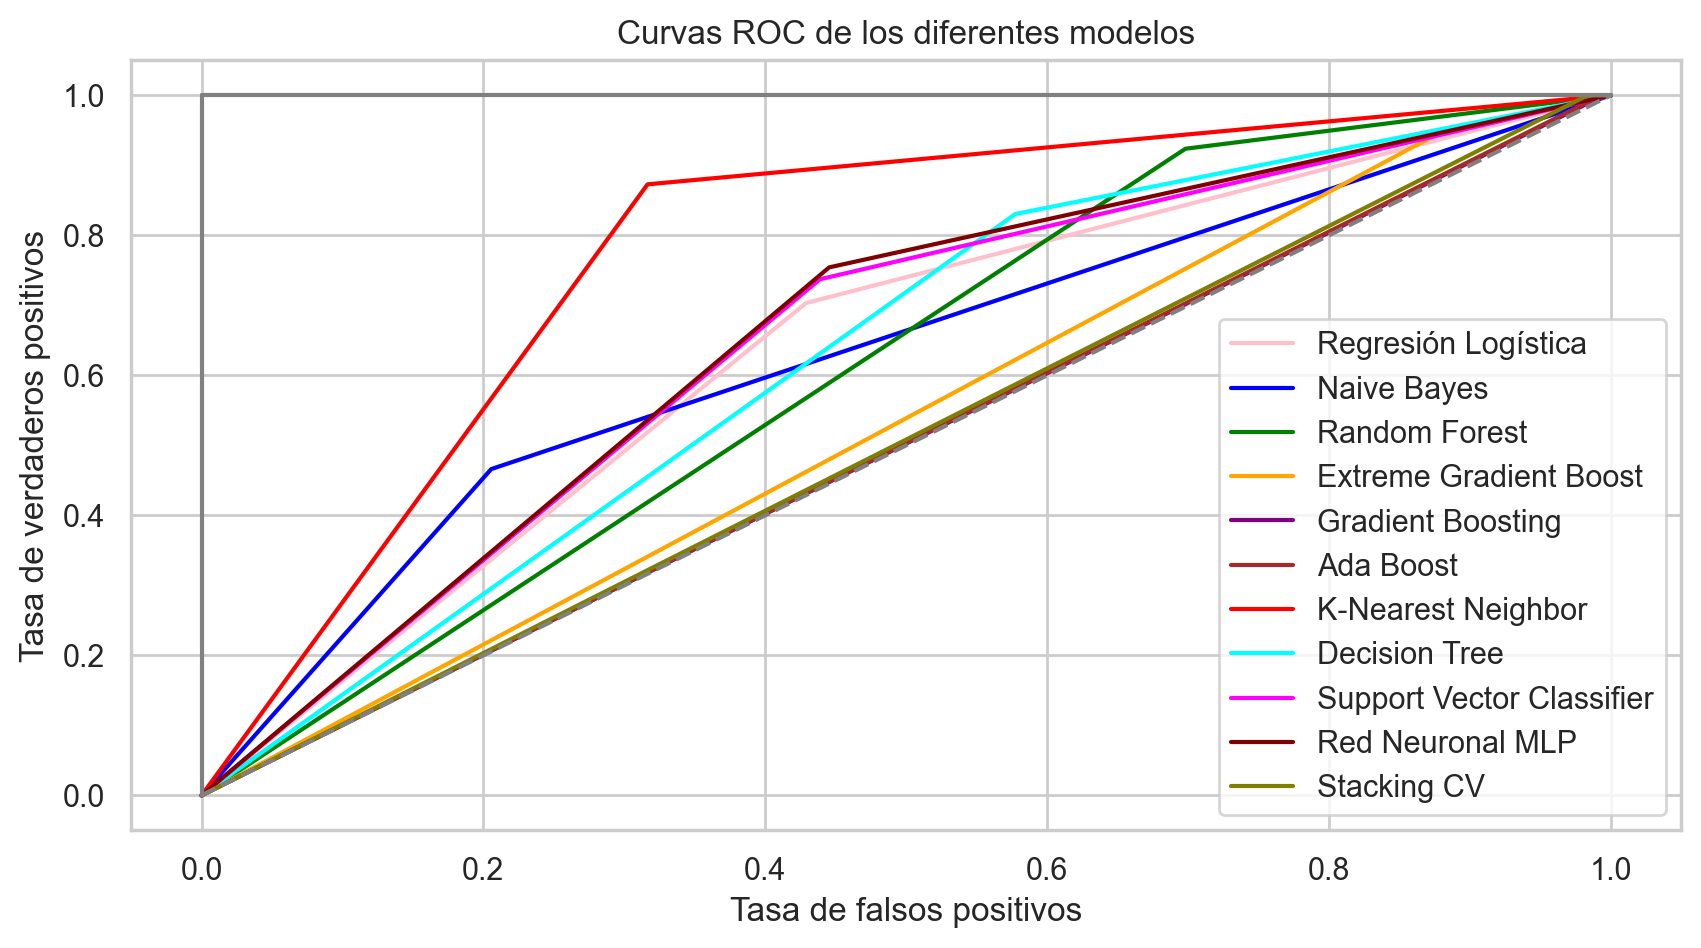 Curvas ROC de los diferentes modelos
Tasa de verdaderos positivos
1.0
0.8
0.6
0.4
0.2
0.0
Regresión Logística
Naive Bayes
Random Forest
Extreme Gradient Boost
Gradient Boosting
Ada Boost
K-Nearest Neighbor
Decision Tree
Support Vector Classifier
Red Neuronal MLP
Stacking CV
0.0 0.2 0.4 0.6 0.8 1.0
Tasa de falsos positivos